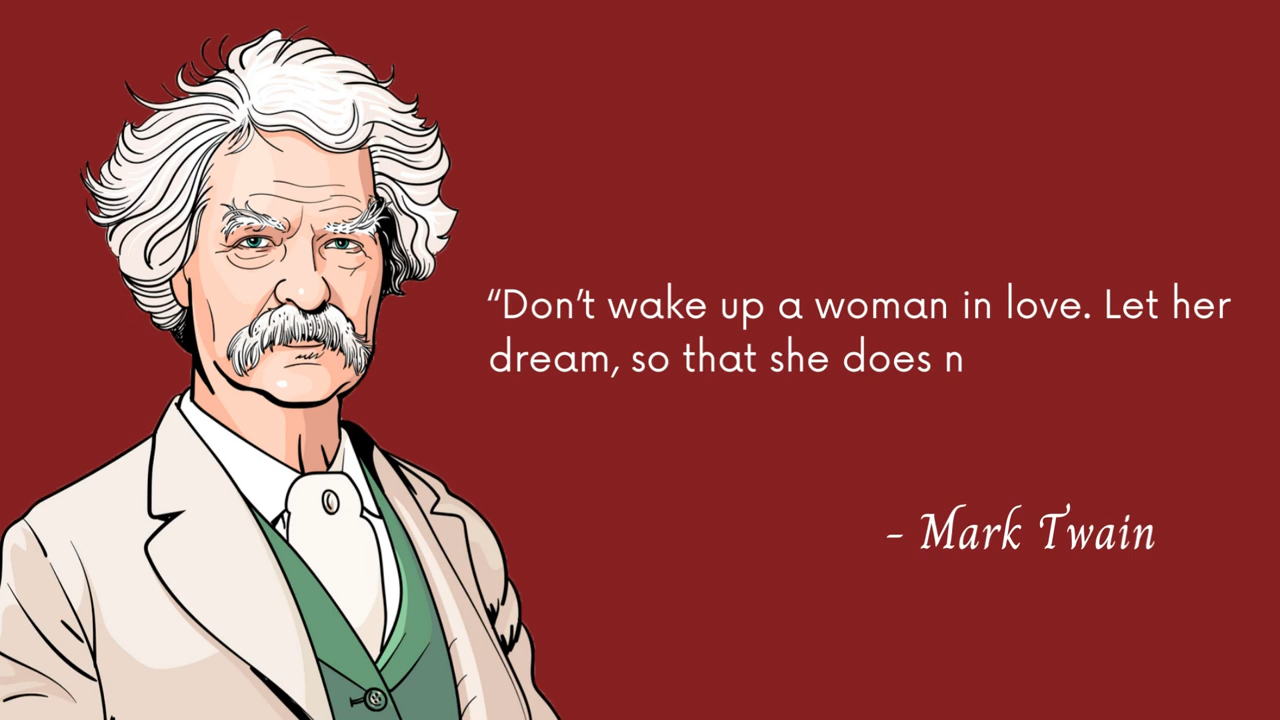 “Don’t wake up a woman in love. Let her
dream, so that she does n
- Mark Twain